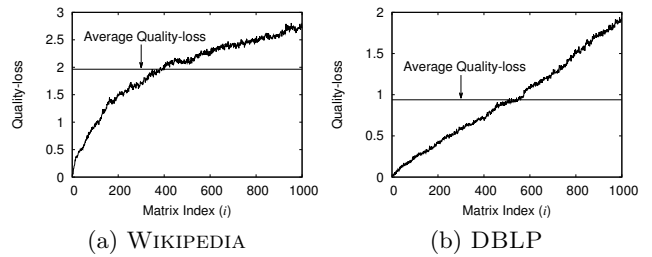 3
2.5
2
1.5
1
0.5
0
Quality-loss
Average Quality-loss
0 200 400 600 800 1000
Matrix Index (i)
(a) WIKIPEDIA
2
1.5
1
0.5
0
Quality-loss
Average Quality-loss
0 200 400 600 800 1000
Matrix Index (i)
(b) DBLP